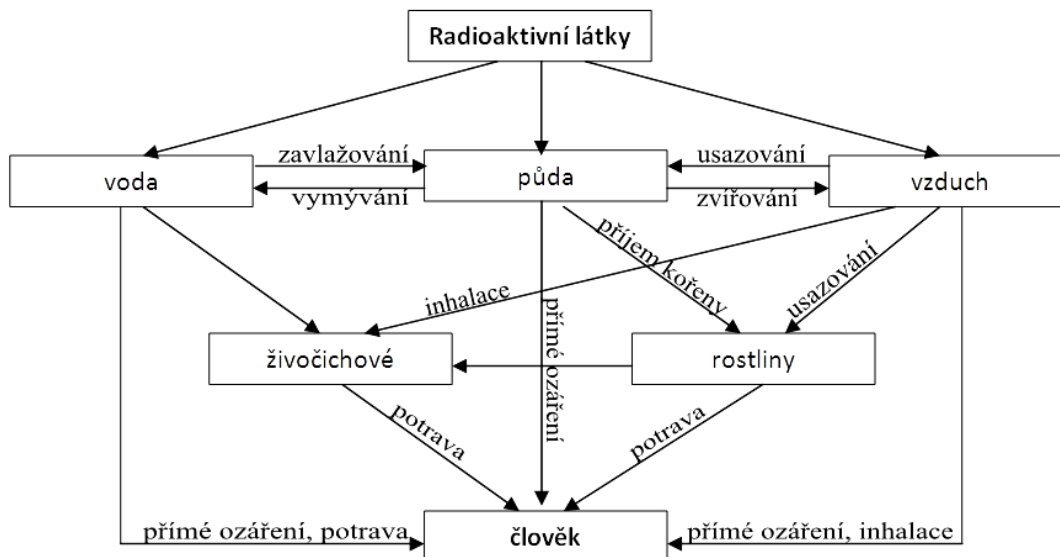 Radioaktivní látky
voda
zavlažování
vymývání
půda
usazování
zvířování
vzduch
příjem kořeny
inhalace
usazování
přímé ozáření
živočichové
rostliny
potrava
potrava
přímé ozáření, potrava
člověk
přímé ozáření, inhalace